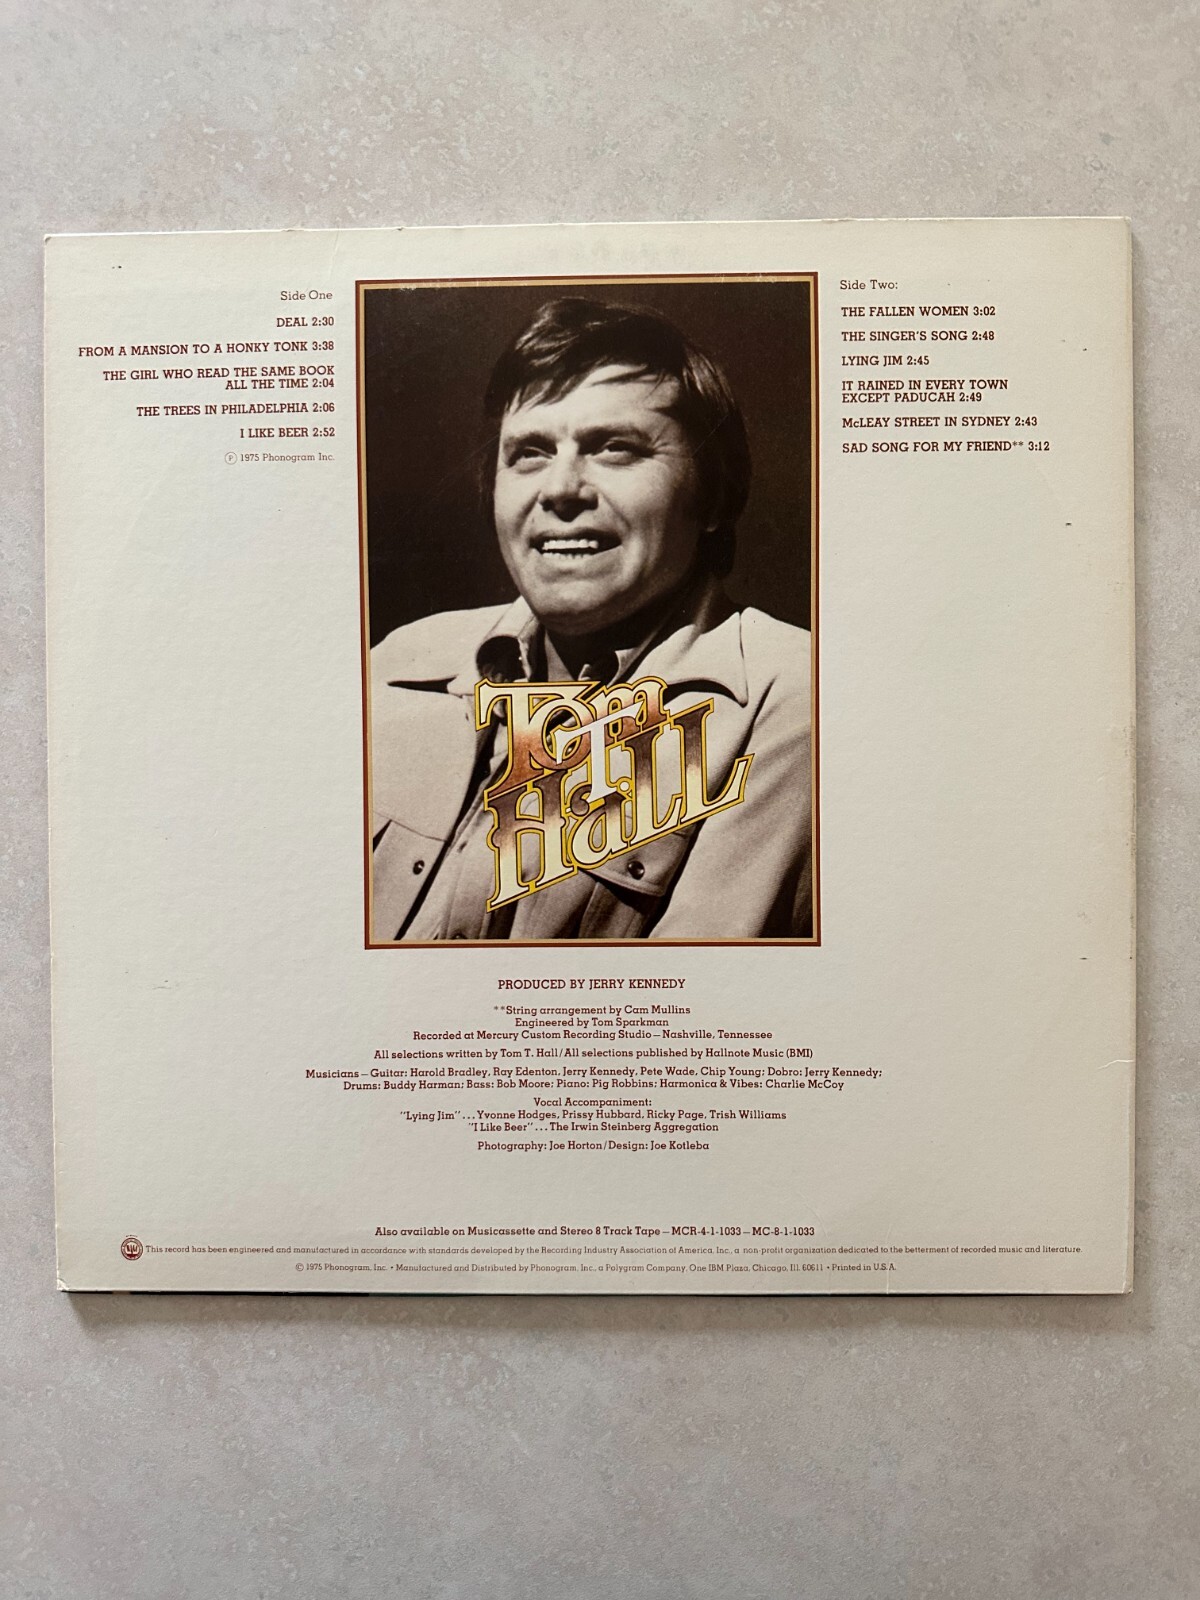 Side One
DEAL 2:30
FROM A MANSION TO A HONKY TONK 3:38
THE GIRL WHO READ THE SAME BOOK
ALL THE TIME 2:04
THE TREES IN PHILADELPHIA 2:06
I LIKE BEER 2:52
Ⓟ 1975 Phonogram Inc.
Side Two:
THE FALLEN WOMEN 3:02
THE SINGER'S SONG 2:48
LYING JIM 2:45
IT RAINED IN EVERY TOWN
EXCEPT PADUCAH 2:49
McLEAY STREET IN SYDNEY 2:43
SAD SONG FOR MY FRIEND** 3:12
Tom
T.
Hall
PRODUCED BY JERRY KENNEDY
**String arrangement by Cam Mullins
Engineered by Tom Sparkman
Recorded at Mercury Custom Recording Studio—Nashville, Tennessee
All selections written by Tom T. Hall/All selections published by Hallnote Music (BMI)
Musicians—Guitar: Harold Bradley, Ray Edenton, Jerry Kennedy, Pete Wade, Chip Young; Dobro: Jerry Kennedy;
Drums: Buddy Harman; Bass: Bob Moore; Piano: Pig Robbins; Harmonica & Vibes: Charlie McCoy
Vocal Accompaniment:
"Lying Jim"...Yvonne Hodges, Prissy Hubbard, Ricky Page, Trish Williams
"I Like Beer"...The Irwin Steinberg Aggregation
Photography: Joe Horton/Design: Joe Kotleba
Also available on Musicassette and Stereo 8 Track Tape—MCR-4-1-1033—MC-8-1-1033
This record has been engineered and manufactured in accordance with standards developed by the Recording Industry Association of America, Inc., a non-profit organization dedicated to the betterment of recorded music and literature.
© 1975 Phonogram, Inc. • Manufactured and Distributed by Phonogram, Inc., a Polygram Company, One IBM Plaza, Chicago, Ill. 60611 • Printed in U.S.A.